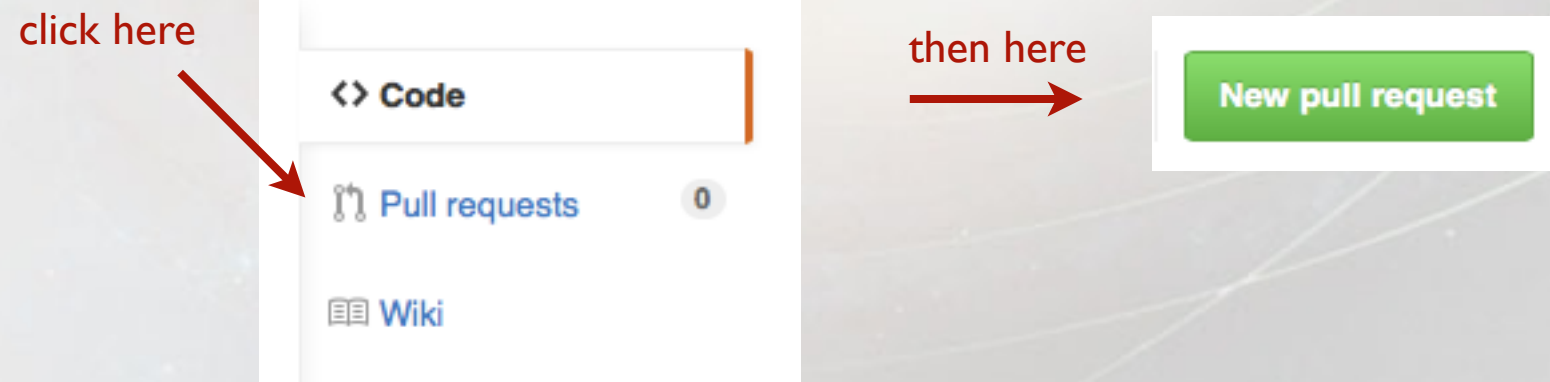 click here
then here
<> Code
New pull request
Pull requests 0
Wiki